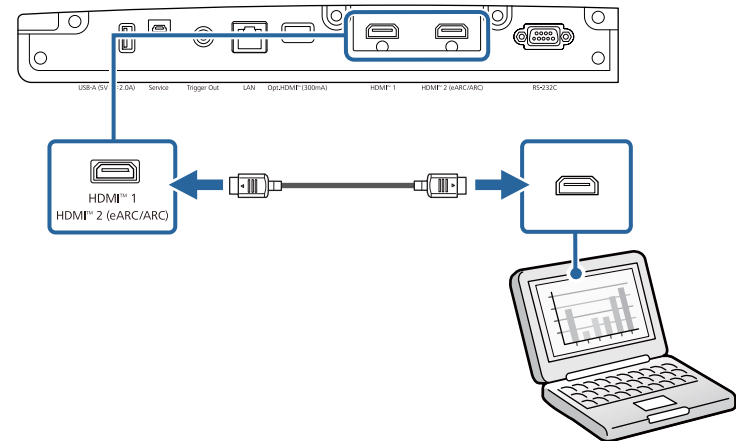 USB-A (5V ⎓2.0A) Service Trigger Out LAN Opt.HDMI™(300mA) HDMI™ 1 HDMI™ 2 (eARC/ARC) RS-232C
HDMI™ 1
HDMI™ 2 (eARC/ARC)